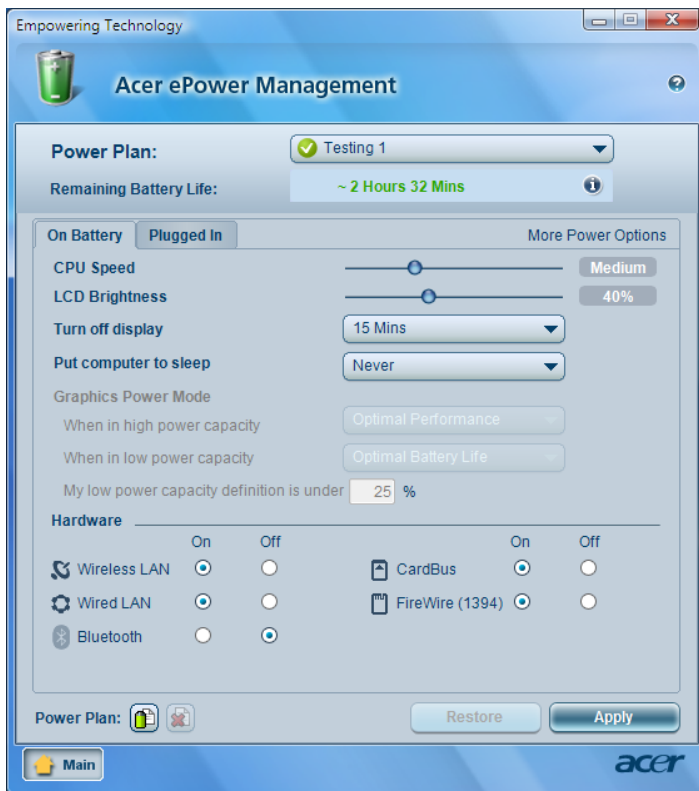 Empowering Technology
Acer ePower Management
Power Plan:
Testing 1
Remaining Battery Life:
~ 2 Hours 32 Mins
On Battery
Plugged In
More Power Options
CPU Speed
Medium
LCD Brightness
40%
Turn off display
15 Mins
Put computer to sleep
Never
Graphics Power Mode
When in high power capacity
Optimal Performance
When in low power capacity
Optimal Battery Life
My low power capacity definition is under 25 %
Hardware
On Off On Off
Wireless LAN
CardBus
Wired LAN
FireWire (1394)
Bluetooth
Power Plan:
Restore
Apply
Main
acer